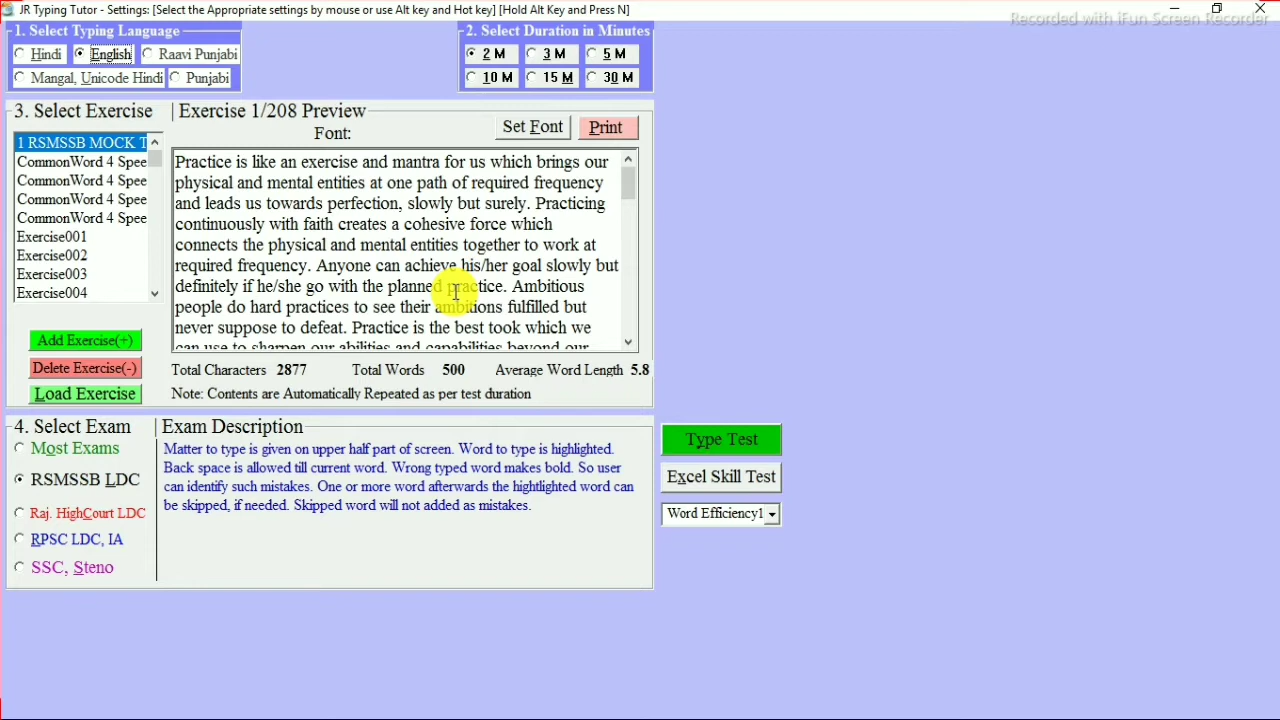 JR Typing Tutor - Settings: [Select the Appropriate settings by mouse or use Alt key and Hot key] [Hold Alt Key and Press N]
Recorded with iFun Screen Recorder
1. Select Typing Language
Hindi English Raavi Punjabi
Mangal, Unicode Hindi Punjabi
2. Select Duration in Minutes
2 M 3 M 5 M
10 M 15 M 30 M
3. Select Exercise
1 RSMSSB MOCK T
CommonWord 4 Spee
CommonWord 4 Spee
CommonWord 4 Spee
CommonWord 4 Spee
Exercise001
Exercise002
Exercise003
Exercise004
Add Exercise(+)
Delete Exercise(-)
Load Exercise
Exercise 1/208 Preview
Font:
Set Font
Print
Practice is like an exercise and mantra for us which brings our
physical and mental entities at one path of required frequency
and leads us towards perfection, slowly but surely. Practicing
continuously with faith creates a cohesive force which
connects the physical and mental entities together to work at
required frequency. Anyone can achieve his/her goal slowly but
definitely if he/she go with the planned practice. Ambitious
people do hard practices to see their ambitions fulfilled but
never suppose to defeat. Practice is the best took which we
can use to sharpen our abilities and capabilities beyond our
Total Characters 2877 Total Words 500 Average Word Length 5.8
Note: Contents are Automatically Repeated as per test duration
4. Select Exam
Most Exams
RSMSSB LDC
Raj. HighCourt LDC
RPSC LDC, IA
SSC, Steno
Exam Description
Matter to type is given on upper half part of screen. Word to type is highlighted.
Back space is allowed till current word. Wrong typed word makes bold. So user
can identify such mistakes. One or more word afterwards the hightlighted word can
be skipped, if needed. Skipped word will not added as mistakes.
Type Test
Excel Skill Test
Word Efficiency1